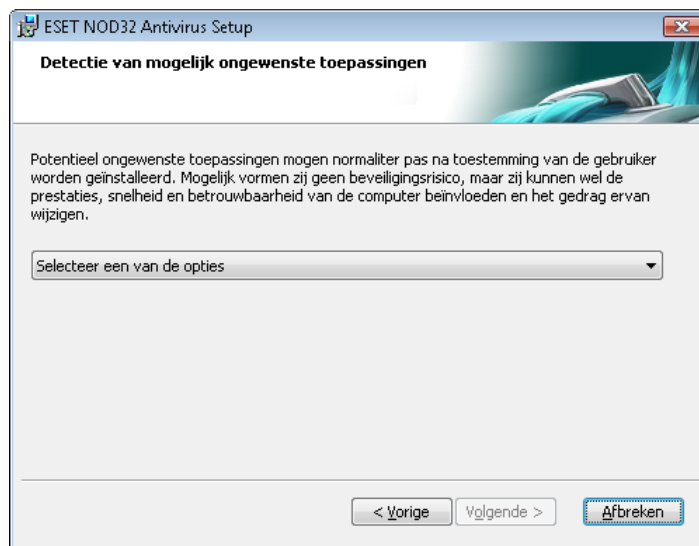 ESET NOD32 Antivirus Setup
Detectie van mogelijk ongewenste toepassingen
Potentieel ongewenste toepassingen mogen normaliter pas na toestemming van de gebruiker
worden geïnstalleerd. Mogelijk vormen zij geen beveiligingsrisico, maar zij kunnen wel de
prestaties, snelheid en betrouwbaarheid van de computer beïnvloeden en het gedrag ervan
wijzigen.
Selecteer een van de opties
< Vorige
Volgende >
Afbreken